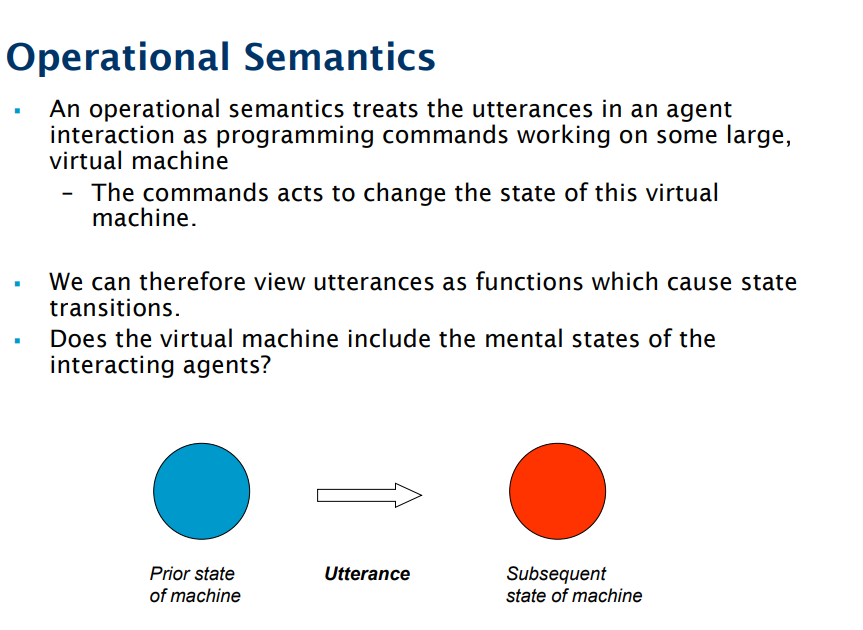 Operational Semantics
▪ An operational semantics treats the utterances in an agent
interaction as programming commands working on some large,
virtual machine
– The commands acts to change the state of this virtual
machine.
▪ We can therefore view utterances as functions which cause state
transitions.
▪ Does the virtual machine include the mental states of the
interacting agents?
Prior state
of machine
Utterance
Subsequent
state of machine